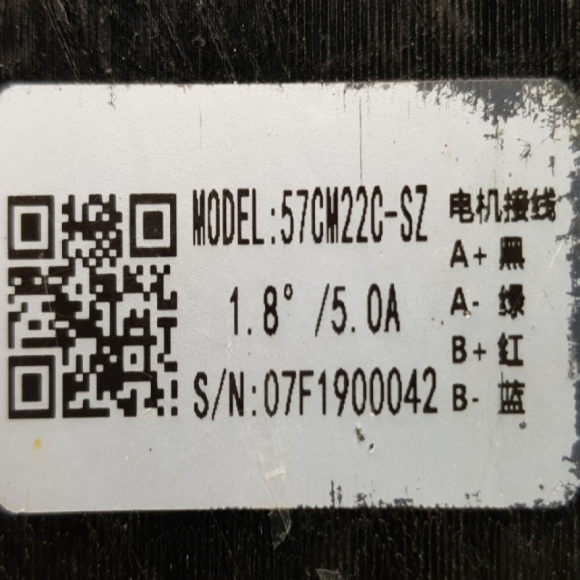 MODEL:57CM22C-SZ
1.8° /5.0A
S/N:07F1900042
电机接线
A+ 黑
A- 绿
B+ 红
B- 蓝